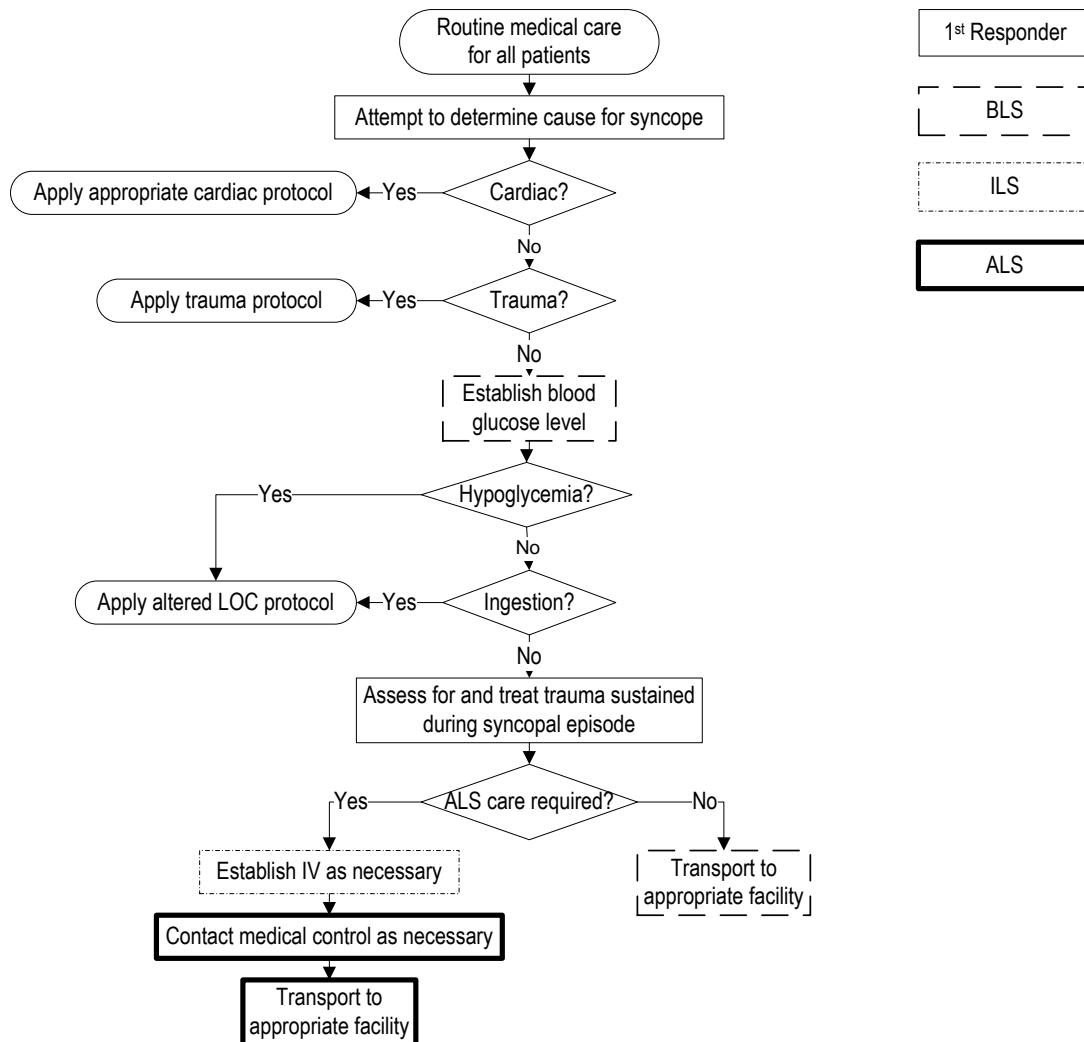 Routine medical care
for all patients
1st Responder
Attempt to determine cause for syncope
BLS
Apply appropriate cardiac protocol
Yes
Cardiac?
ILS
No
ALS
Apply trauma protocol
Yes
Trauma?
No
Establish blood
glucose level
Yes
Hypoglycemia?
No
Apply altered LOC protocol
Yes
Ingestion?
No
Assess for and treat trauma sustained
during syncopal episode
Yes
ALS care required?
No
Establish IV as necessary
Transport to
appropriate facility
Contact medical control as necessary
Transport to
appropriate facility